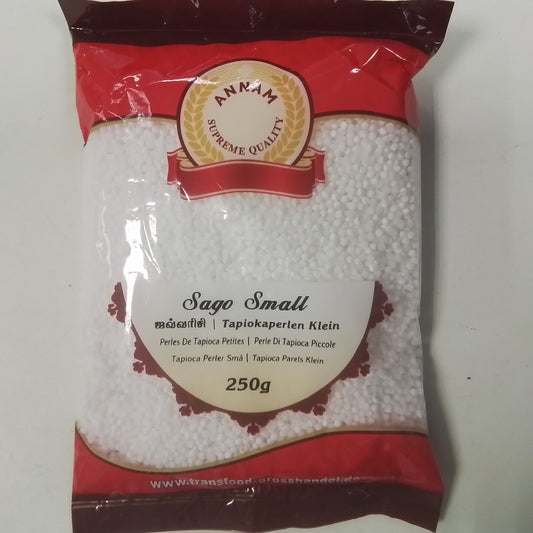 ANNAM
SUPREME QUALITY
Sago Small
ஜவ்வரிசி | Tapiokaperlen Klein
Perles De Tapioca Petites | Perle Di Tapioca Piccole
Tapioca Perler Små | Tapioca Parels Klein
250g
www.transfood-grosshandel.de